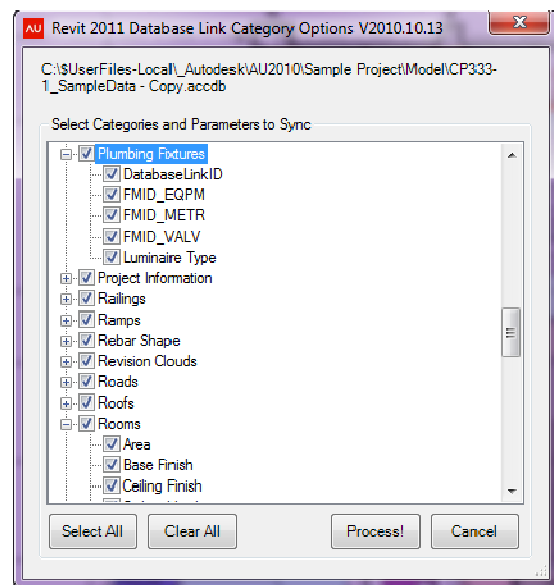 AU Revit 2011 Database Link Category Options V2010.10.13
C:\$UserFiles-Local\_Autodesk\AU2010\Sample Project\Model\CP333-
1l_SampleData - Copy.accdb
Select Categories and Parameters to Sync
Plumbing Fixtures
DatabaseLinkID
FMID_EQPM
FMID_METR
FMID_VALV
Luminaire Type
Project Information
Railings
Ramps
Rebar Shape
Revision Clouds
Roads
Roofs
Rooms
Area
Base Finish
Ceiling Finish
Select All Clear All Process! Cancel